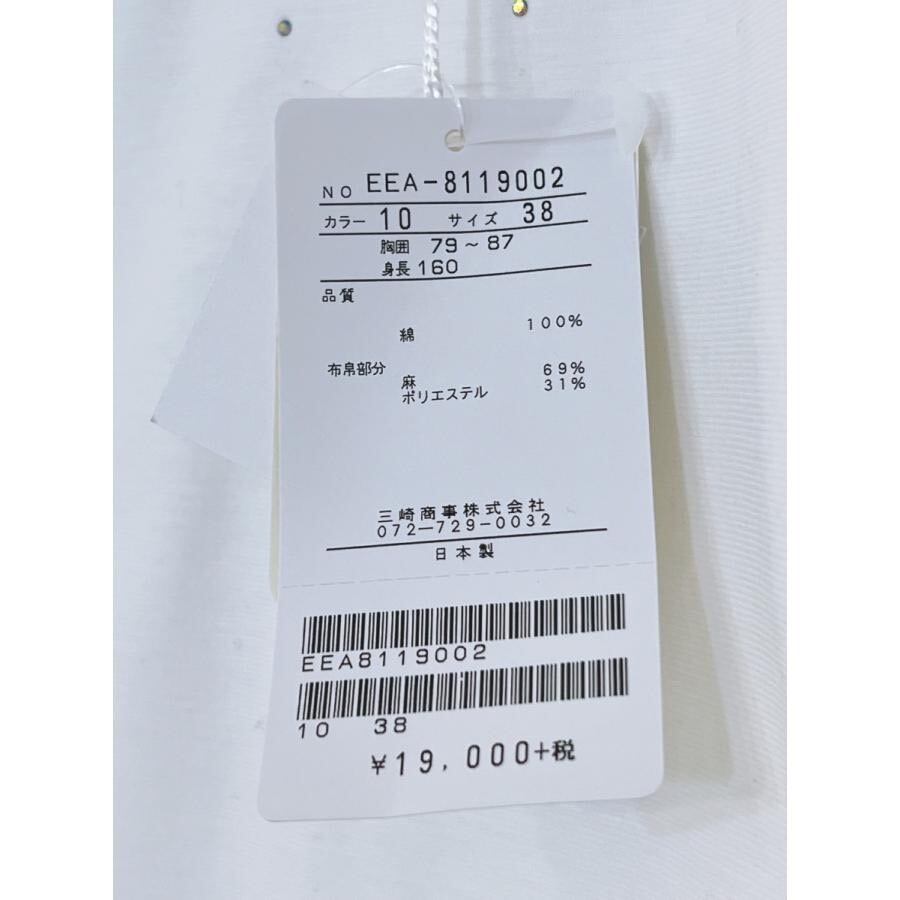 NO EEA-8119002
カラー 10 サイズ 38
胸囲 79~87
身長 160
品質
綿 100%
布帛部分
麻 69%
ポリエステル 31%
三崎商事株式会社
072-729-0032
日本製
EEA8119002
10 38
¥19,000+税